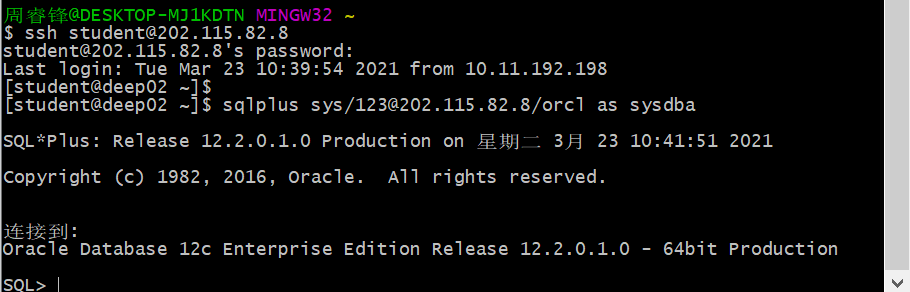 周睿锋@DESKTOP-MJ1KDTN MINGW32 ~
$ ssh student@202.115.82.8
student@202.115.82.8's password:
Last login: Tue Mar 23 10:39:54 2021 from 10.11.192.198
[student@deep02 ~]$
[student@deep02 ~]$ sqlplus sys/123@202.115.82.8/orcl as sysdba
SQL*Plus: Release 12.2.0.1.0 Production on 星期二 3月 23 10:41:51 2021
Copyright (c) 1982, 2016, Oracle.  All rights reserved.
连接到:
Oracle Database 12c Enterprise Edition Release 12.2.0.1.0 - 64bit Production
SQL>